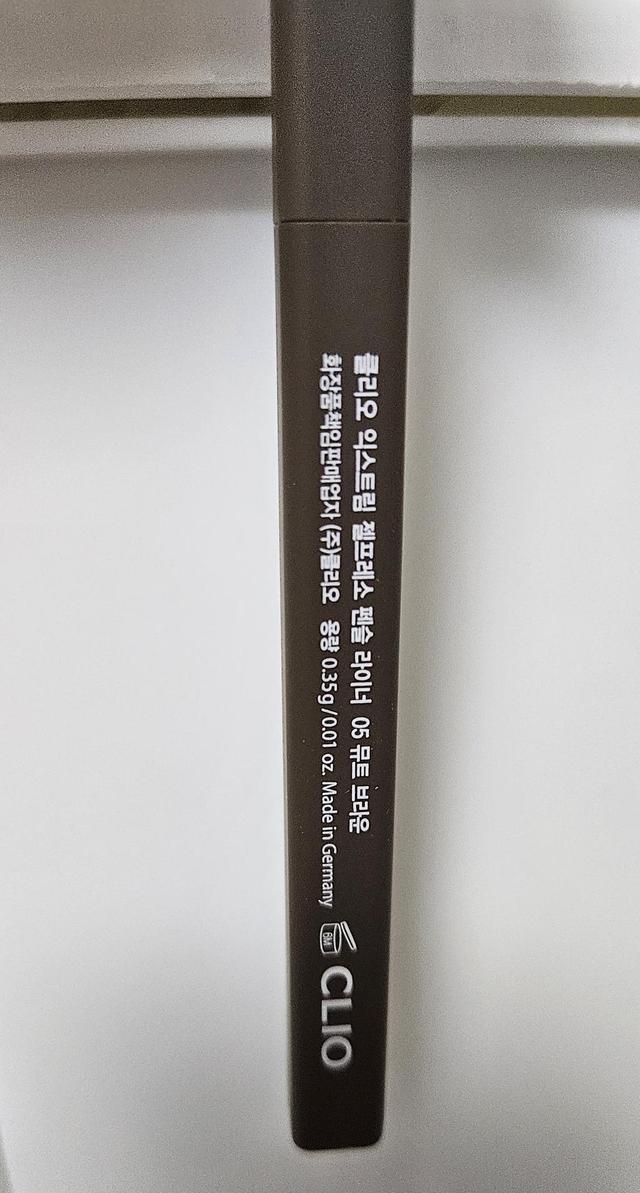 클리오 익스트림 젤프레소 펜슬 라이너 05 뮤트 브라운
화장품책임판매업자 (주)클리오 용량 0.35g /0.01 oz. Made in Germany
6M
CLIO